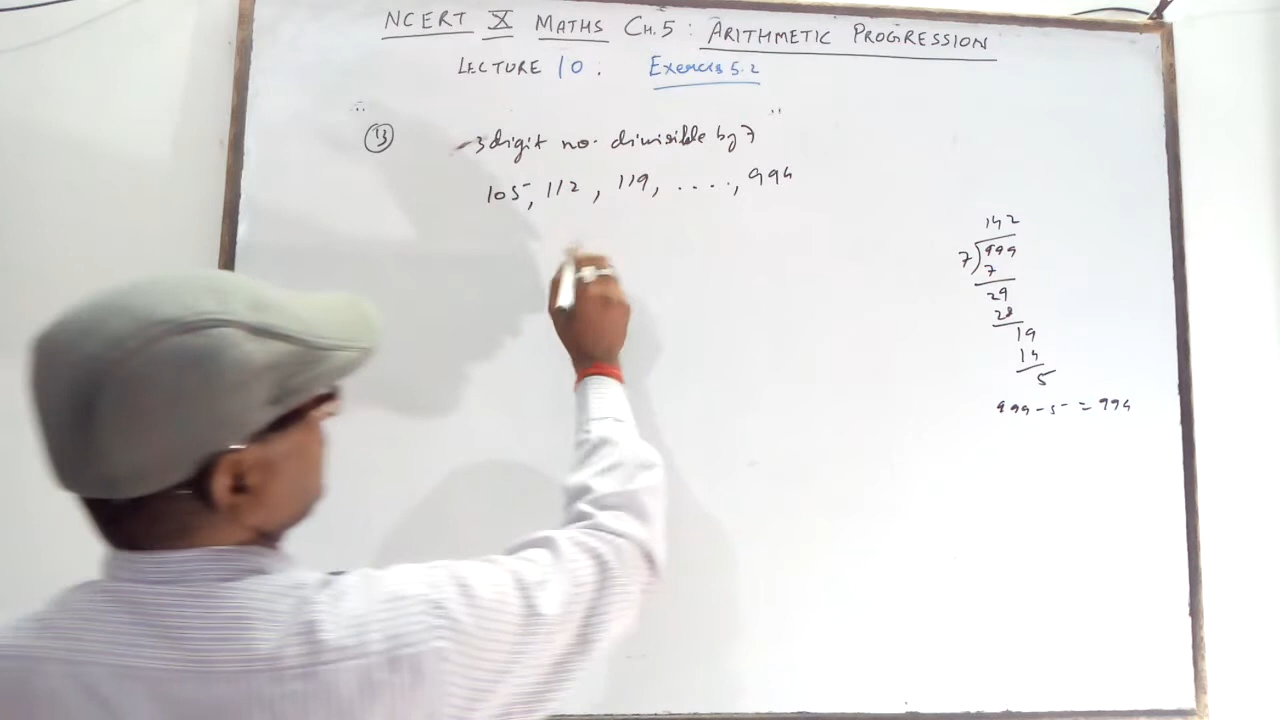 NCERT X MATHS CH.5 : ARITHMETIC PROGRESSION
LECTURE 10 : Exercis 5.2
(13) 3 digit no. divisible by 7
105, 112, 119, ...., 994
142
7)999
7
29
28
19
14
5
999-5 = 994